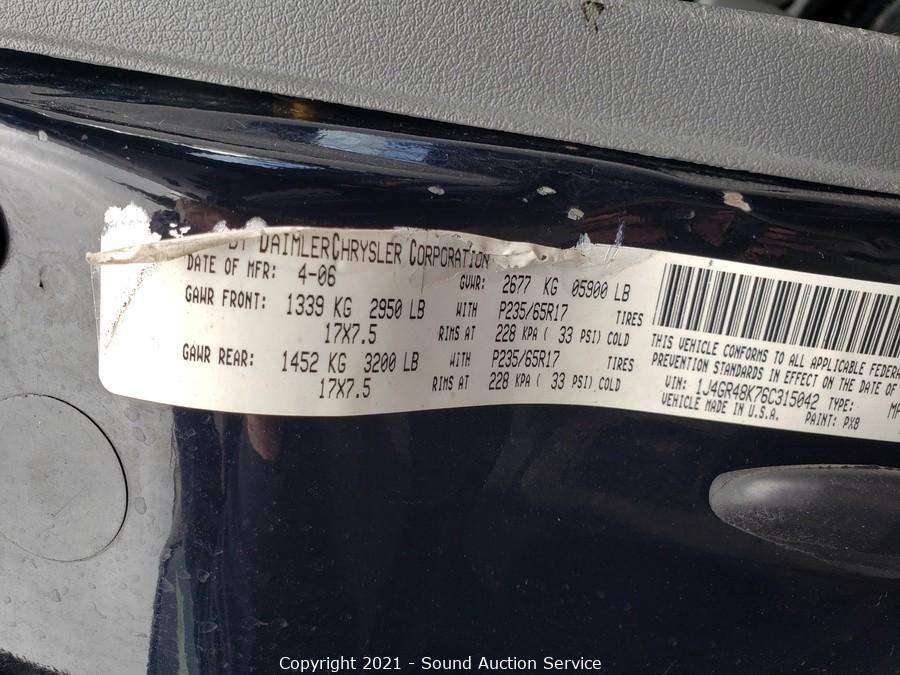 BY DAIMLERCHRYSLER CORPORATION
DATE OF MFR: 4-06 GVWR: 2677 KG 05900 LB
GAWR FRONT: 1339 KG 2950 LB WITH P235/65R17 TIRES
17X7.5 RIMS AT 228 KPA ( 33 PSI) COLD
GAWR REAR: 1452 KG 3200 LB WITH P235/65R17 TIRES
17X7.5 RIMS AT 228 KPA ( 33 PSI) COLD
THIS VEHICLE CONFORMS TO ALL APPLICABLE FEDERA
PREVENTION STANDARDS IN EFFECT ON THE DATE OF
VIN: 1J4GR48K76C315042 TYPE:
VEHICLE MADE IN U.S.A. PAINT: PX8
Copyright © 2021 - Sound Auction Service